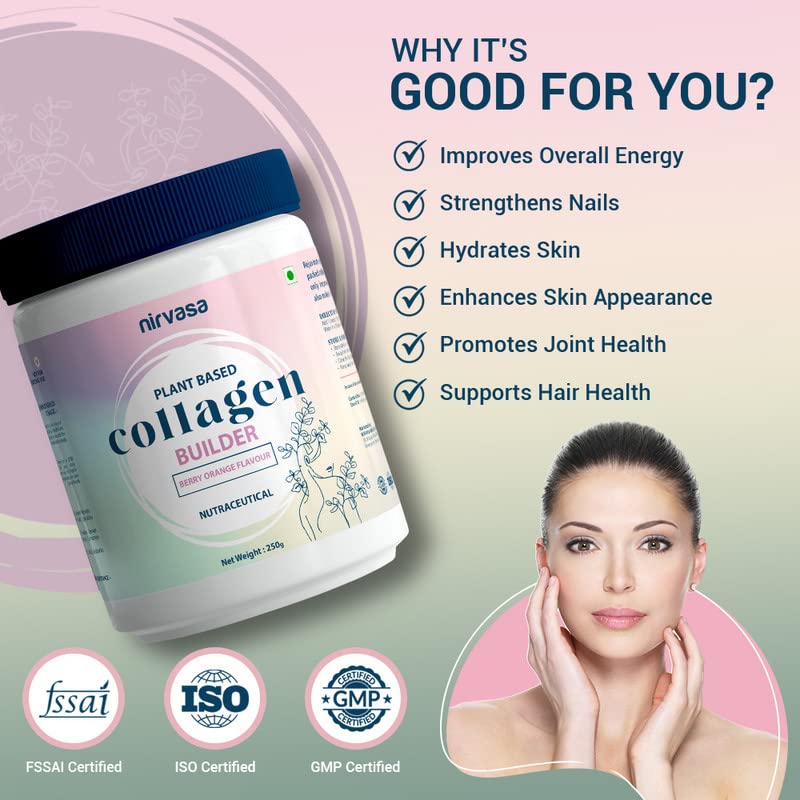 WHY IT'S
GOOD FOR YOU?
Improves Overall Energy
Strengthens Nails
Hydrates Skin
Enhances Skin Appearance
Promotes Joint Health
Supports Hair Health
nirvasa
PLANT BASED
collagen
BUILDER
BERRY ORANGE FLAVOUR
NUTRACEUTICAL
Net Weight : 250g
fssai
ISO
CERTIFIED
GMP
CERTIFIED
FSSAI Certified
ISO Certified
GMP Certified